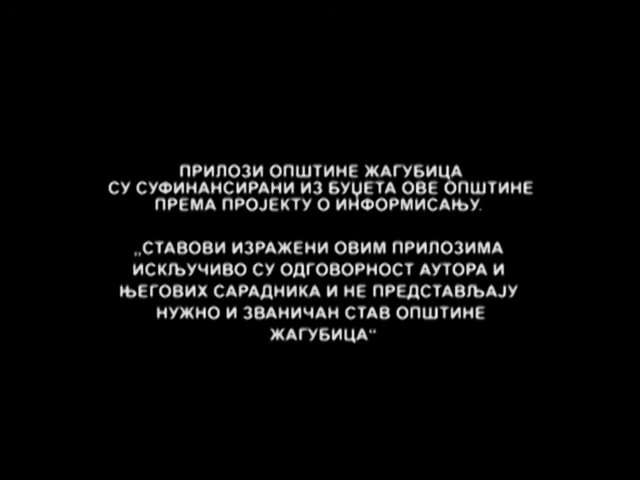 ПРИЛОЗИ ОПШТИНЕ ЖАГУБИЦА
СУ СУФИНАНСИРАНИ ИЗ БУЏЕТА ОВЕ ОПШТИНЕ
ПРЕМА ПРОЈЕКТУ О ИНФОРМИСАЊУ.
„СТАВОВИ ИЗРАЖЕНИ ОВИМ ПРИЛОЗИМА
ИСКЉУЧИВО СУ ОДГОВОРНОСТ АУТОРА И
ЊЕГОВИХ САРАДНИКА И НЕ ПРЕДСТАВЉАЈУ
НУЖНО И ЗВАНИЧАН СТАВ ОПШТИНЕ
ЖАГУБИЦА“